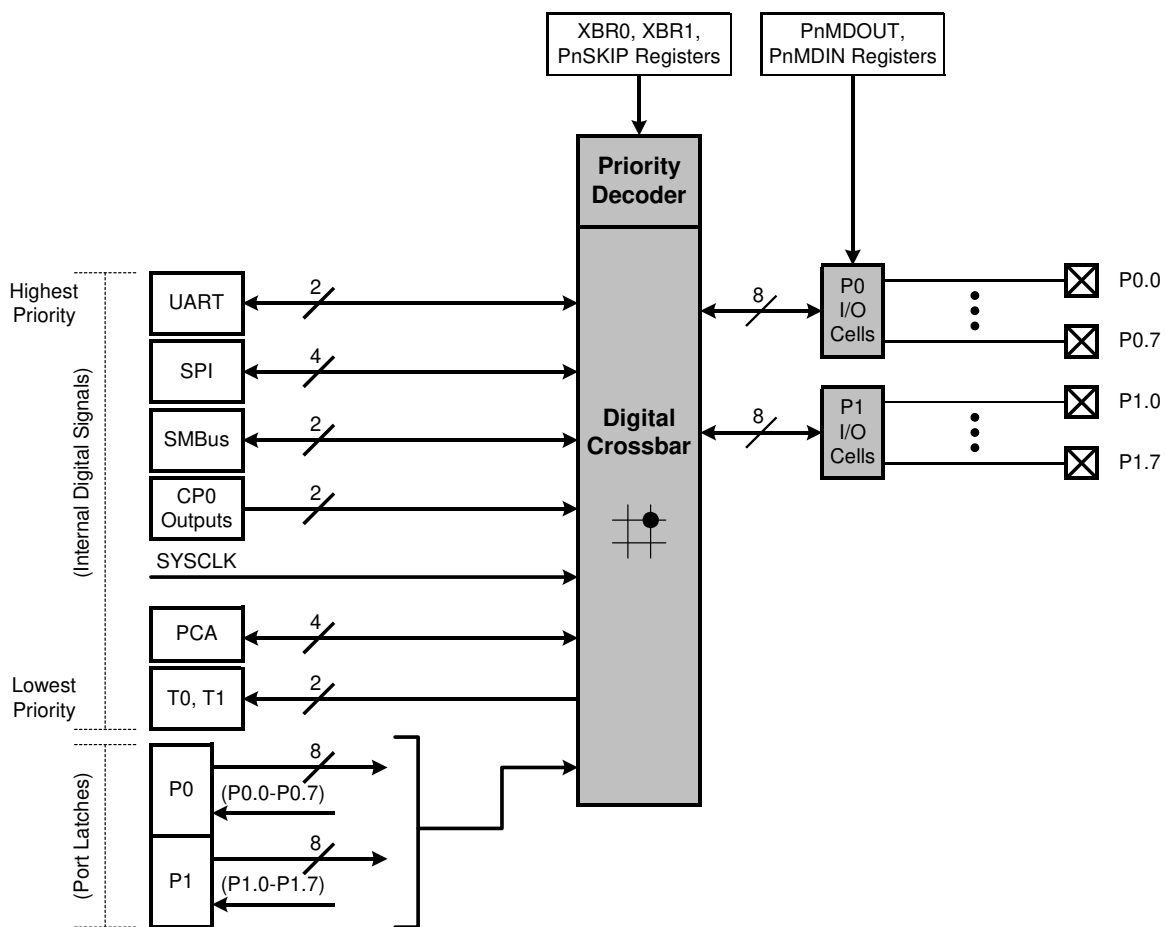 XBR0, XBR1,
PnSKIP Registers
PnMDOUT,
PnMDIN Registers
Priority
Decoder
Highest
Priority
UART
2
SPI
4
SMBus
2
CP0
Outputs
2
SYSCLK
PCA
4
Lowest
Priority
T0, T1
2
(Internal Digital Signals)
Digital
Crossbar
8
P0
I/O
Cells
P0.0
P0.7
8
P1
I/O
Cells
P1.0
P1.7
(Port Latches)
P0
8
(P0.0-P0.7)
P1
8
(P1.0-P1.7)